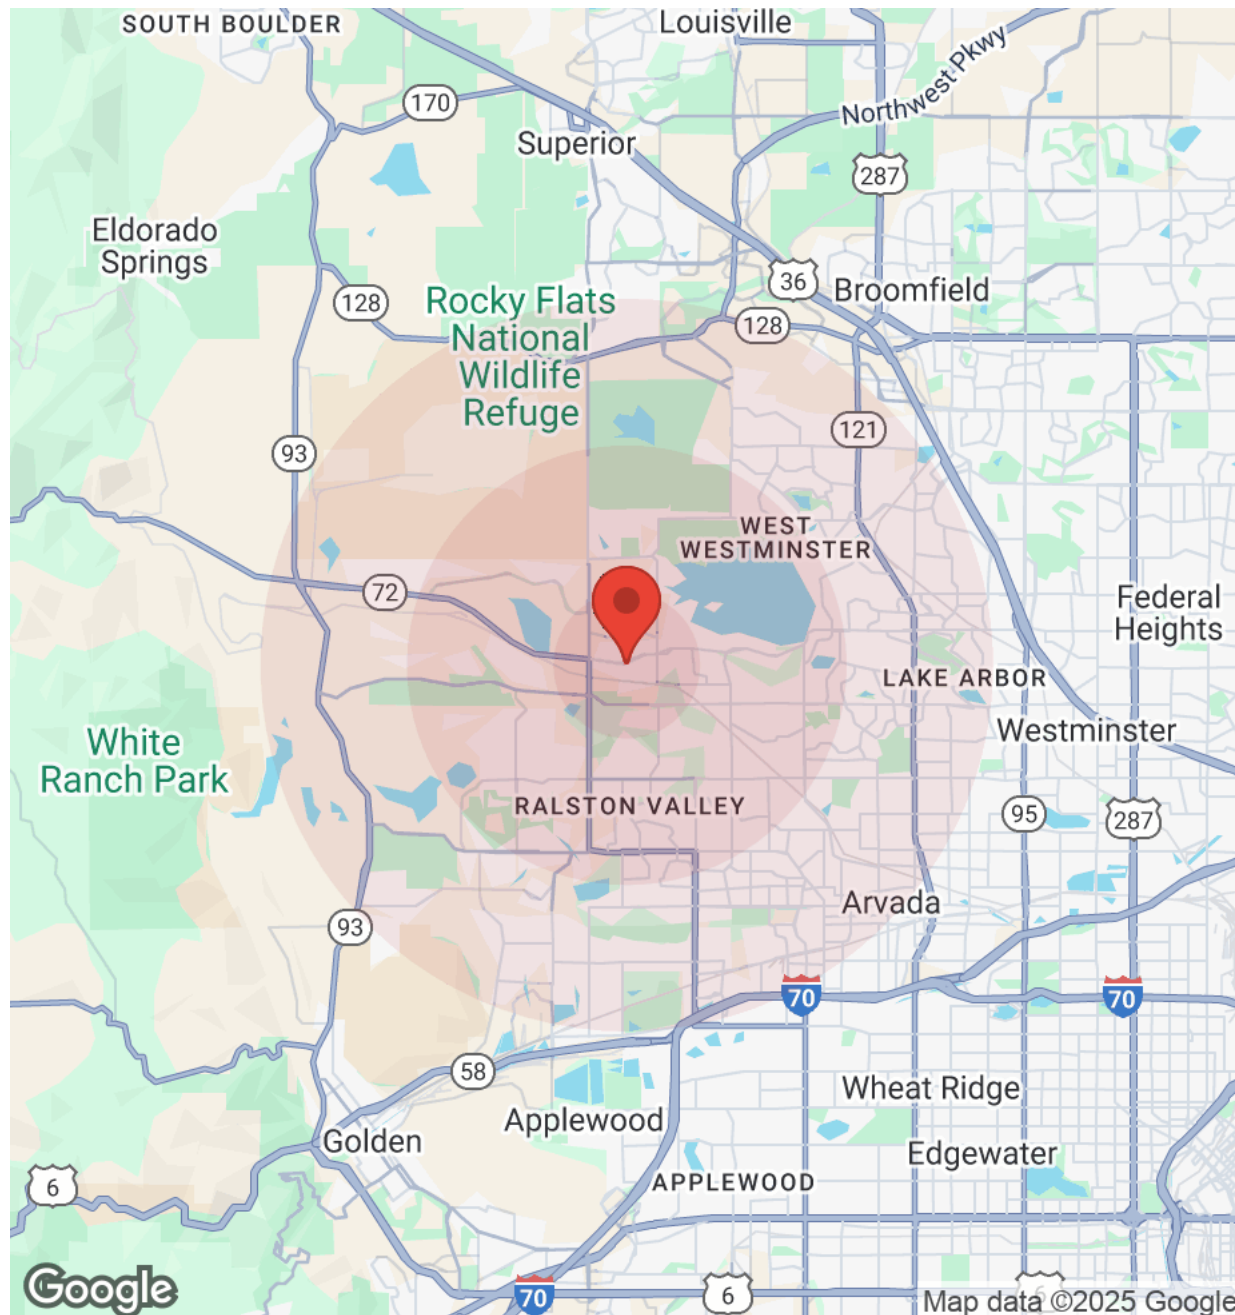 SOUTH BOULDER
Louisville
170
Northwest Pkwy
Superior
287
Eldorado
Springs
36
Broomfield
128
Rocky Flats
National
Wildlife
Refuge
128
121
93
WEST
WESTMINSTER
72
Federal
Heights
LAKE ARBOR
White
Ranch Park
Westminster
RALSTON VALLEY
95
287
Arvada
93
70
70
58
Wheat Ridge
Applewood
Golden
Edgewater
6
APPLEWOOD
Google
70
6
6
Map data ©2025 Google